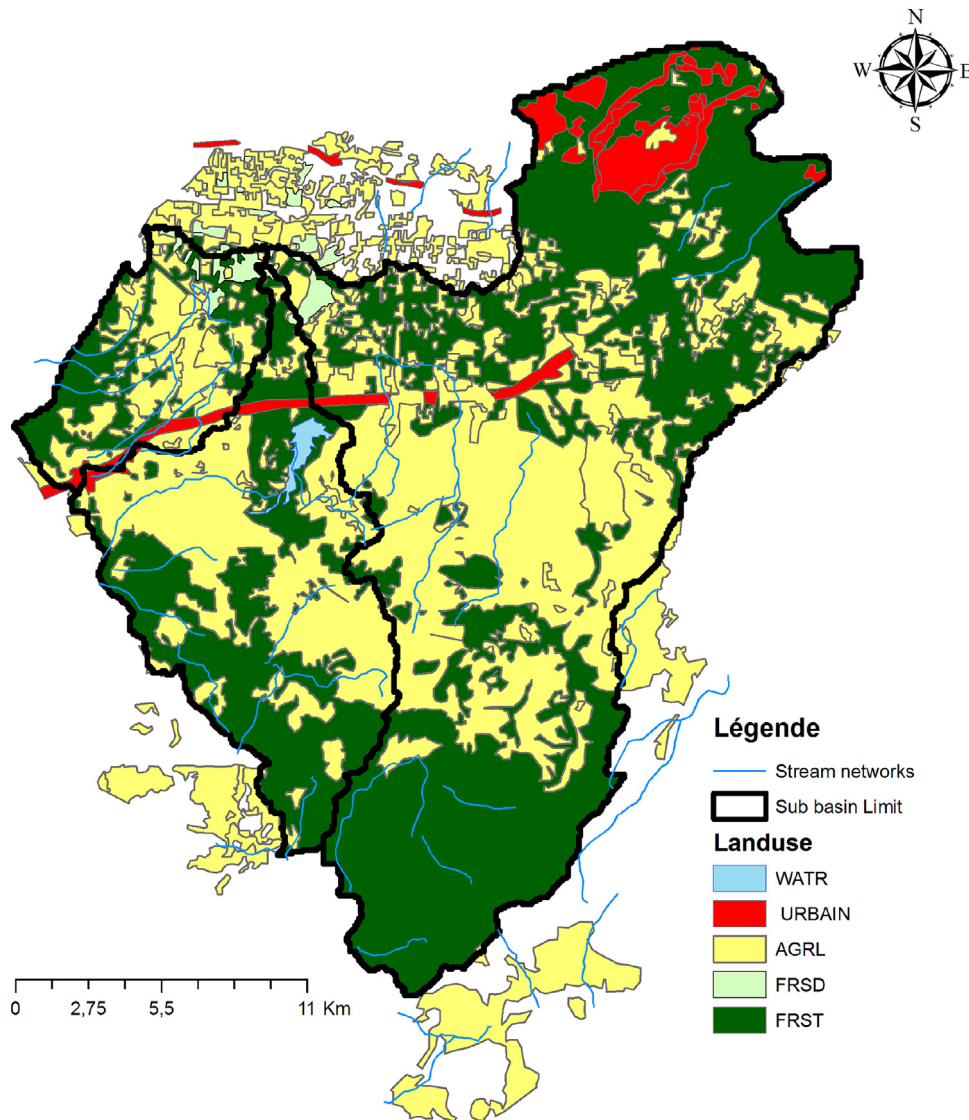 N
W E
S
Légende
Stream networks
Sub basin Limit
Landuse
WATR
URBAIN
AGRL
FRSD
FRST
0 2,75 5,5 11 Km